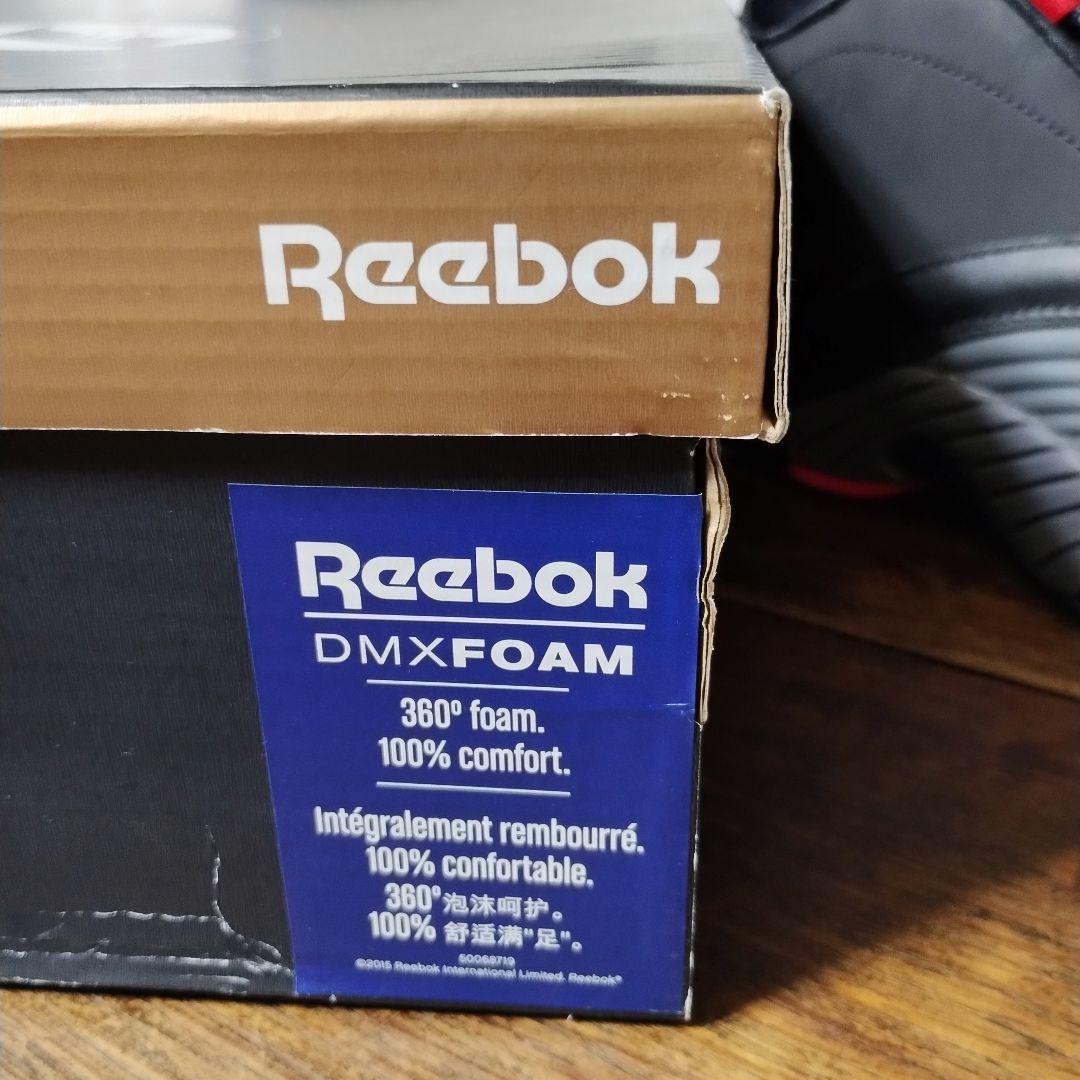 Reebok
Reebok
DMXFOAM
360º foam.
100% comfort.
Intégralement rembourré.
100% confortable.
360º泡沫呵护。
100% 舒适满"足"。
50068719
©2015 Reebok International Limited. Reebok®